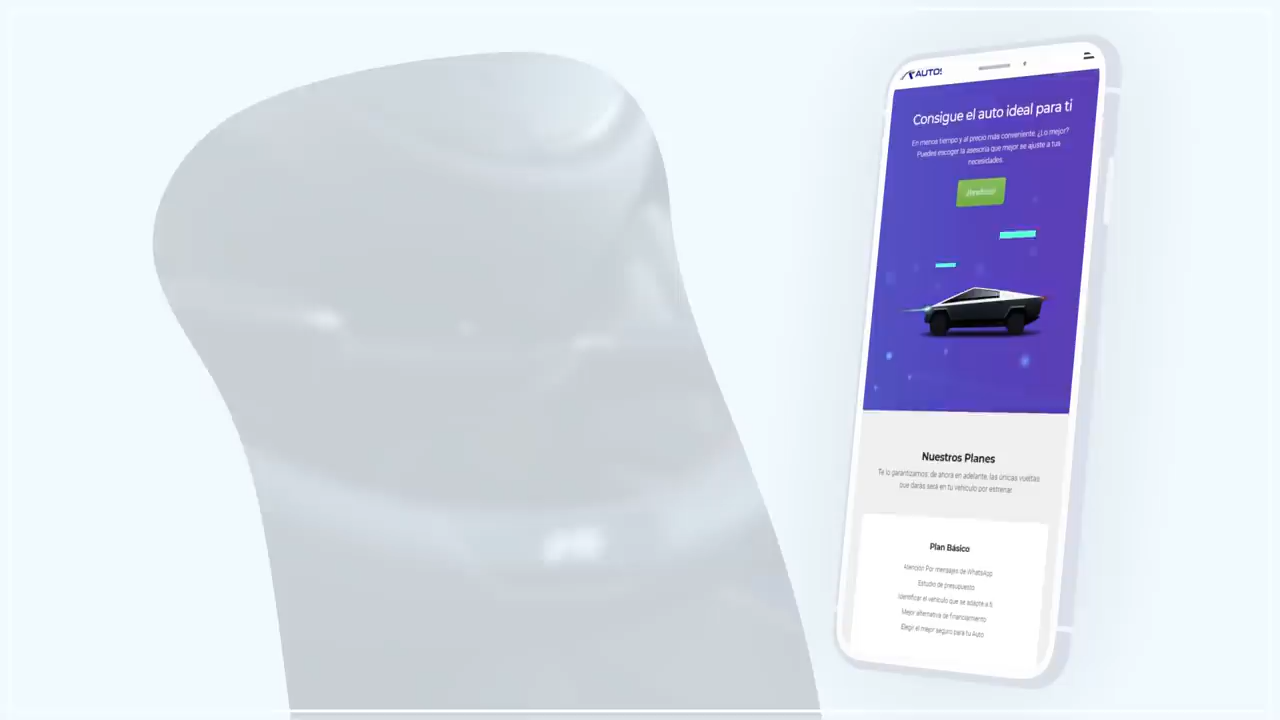 AUTOS
Consigue el auto ideal para ti
En menos tiempo y al precio más conveniente. ¿Lo mejor?
Puedes escoger la asesoría que mejor se ajuste a tus
necesidades.
Nuestros Planes
Te lo garantizamos: de ahora en adelante, las únicas vueltas
que darás será en tu vehículo por estrenar
Plan Básico
Atención Por mensajes de WhatsApp
Estudio de presupuesto
Identificar el vehículo que se adapte a ti
Mejor alternativa de financiamiento
Elegir el mejor seguro para tu Auto